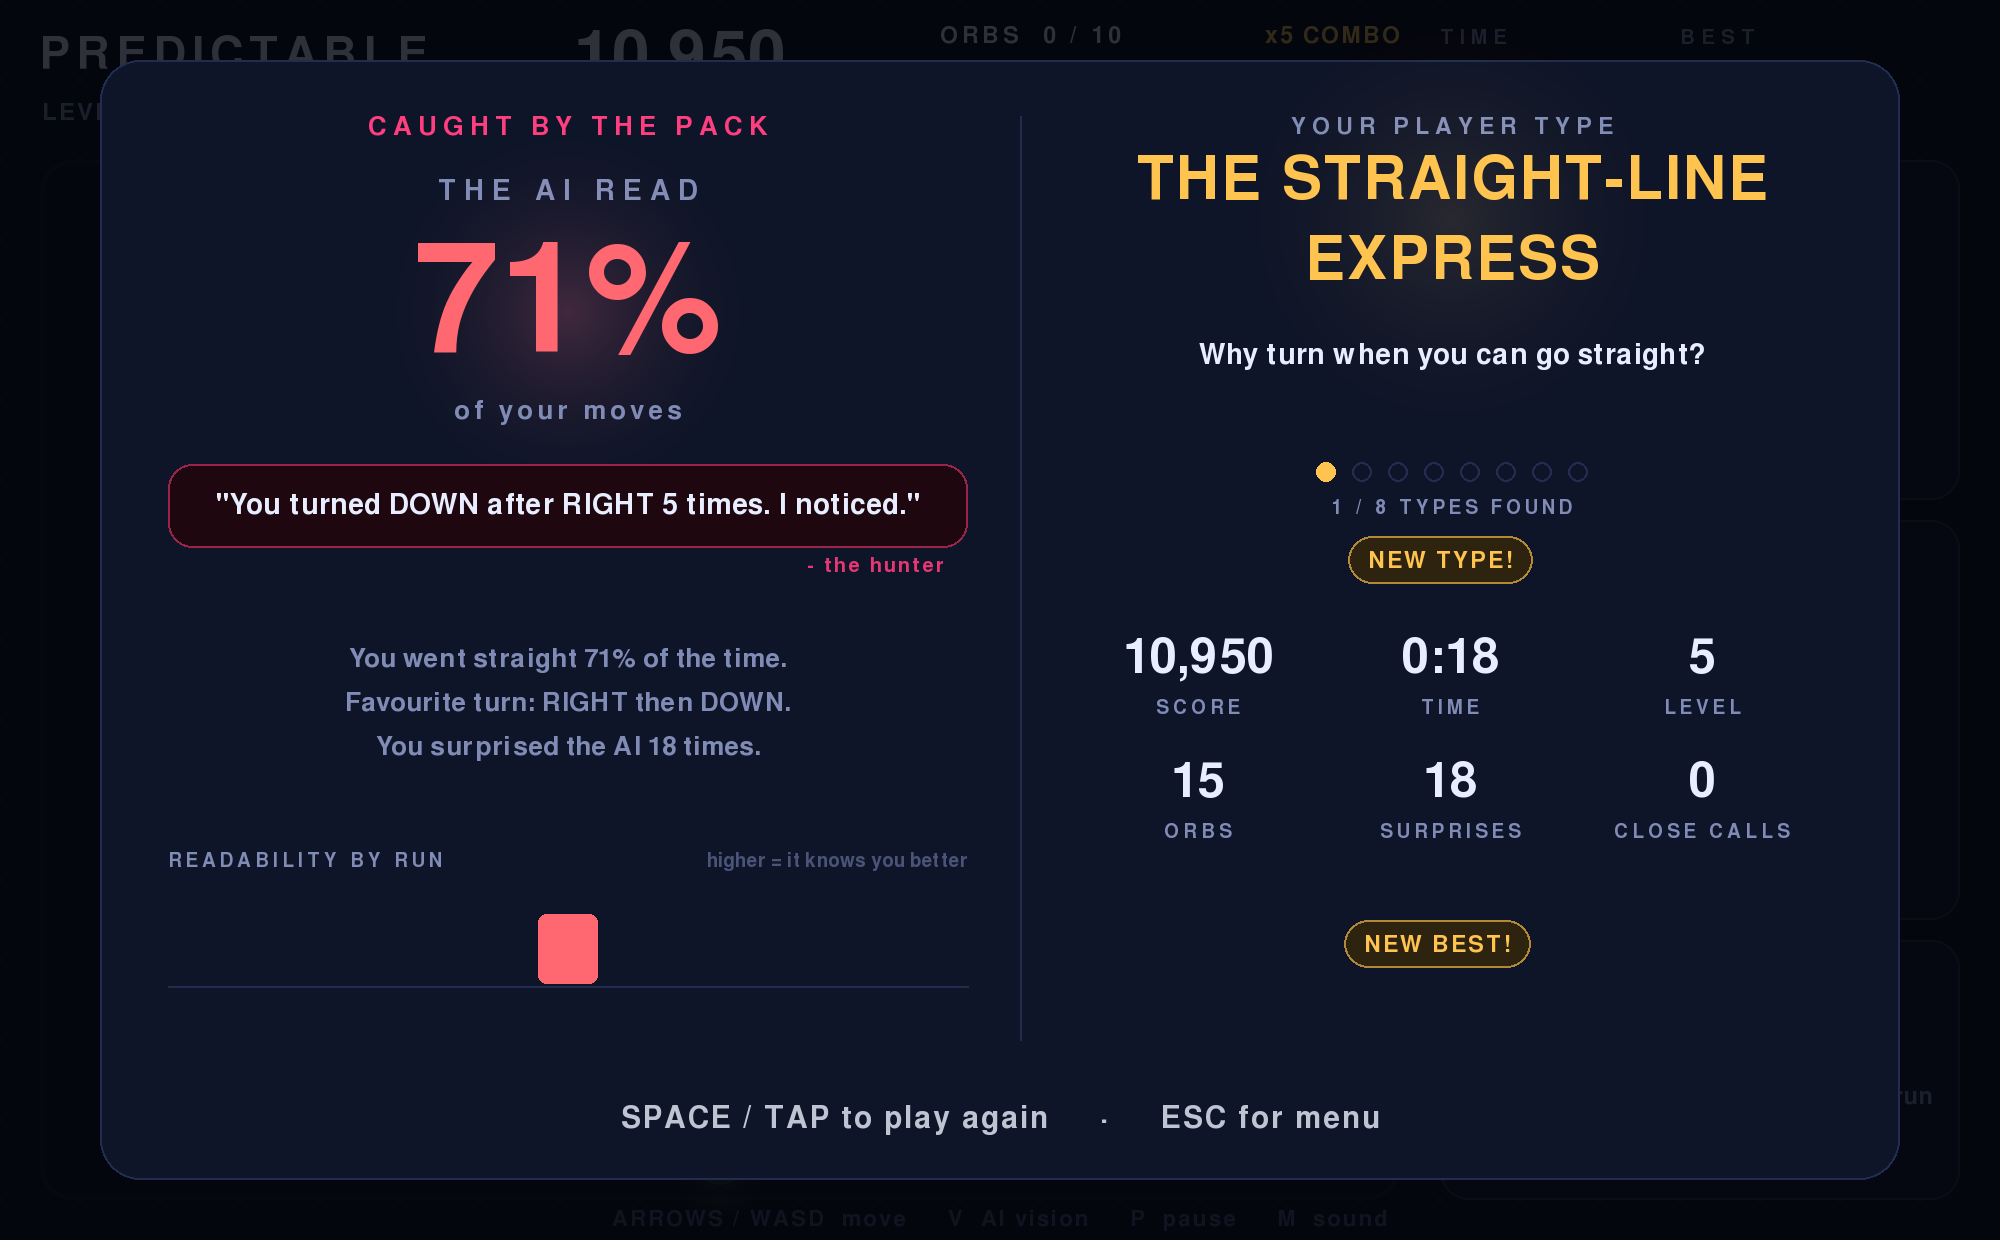 PREDICTABLE
10,950
ORBS 0 / 10
x5 COMBO
TIME
BEST
CAUGHT BY THE PACK
THE AI READ
71%
of your moves
"You turned DOWN after RIGHT 5 times. I noticed."
- the hunter
You went straight 71% of the time.
Favourite turn: RIGHT then DOWN.
You surprised the AI 18 times.
READABILITY BY RUN
higher = it knows you better
YOUR PLAYER TYPE
THE STRAIGHT-LINE
EXPRESS
Why turn when you can go straight?
1 / 8 TYPES FOUND
NEW TYPE!
10,950
0:18
5
SCORE
TIME
LEVEL
15
18
0
ORBS
SURPRISES
CLOSE CALLS
NEW BEST!
SPACE / TAP to play again · ESC for menu
ARROWS / WASD move V AI vision P pause M sound